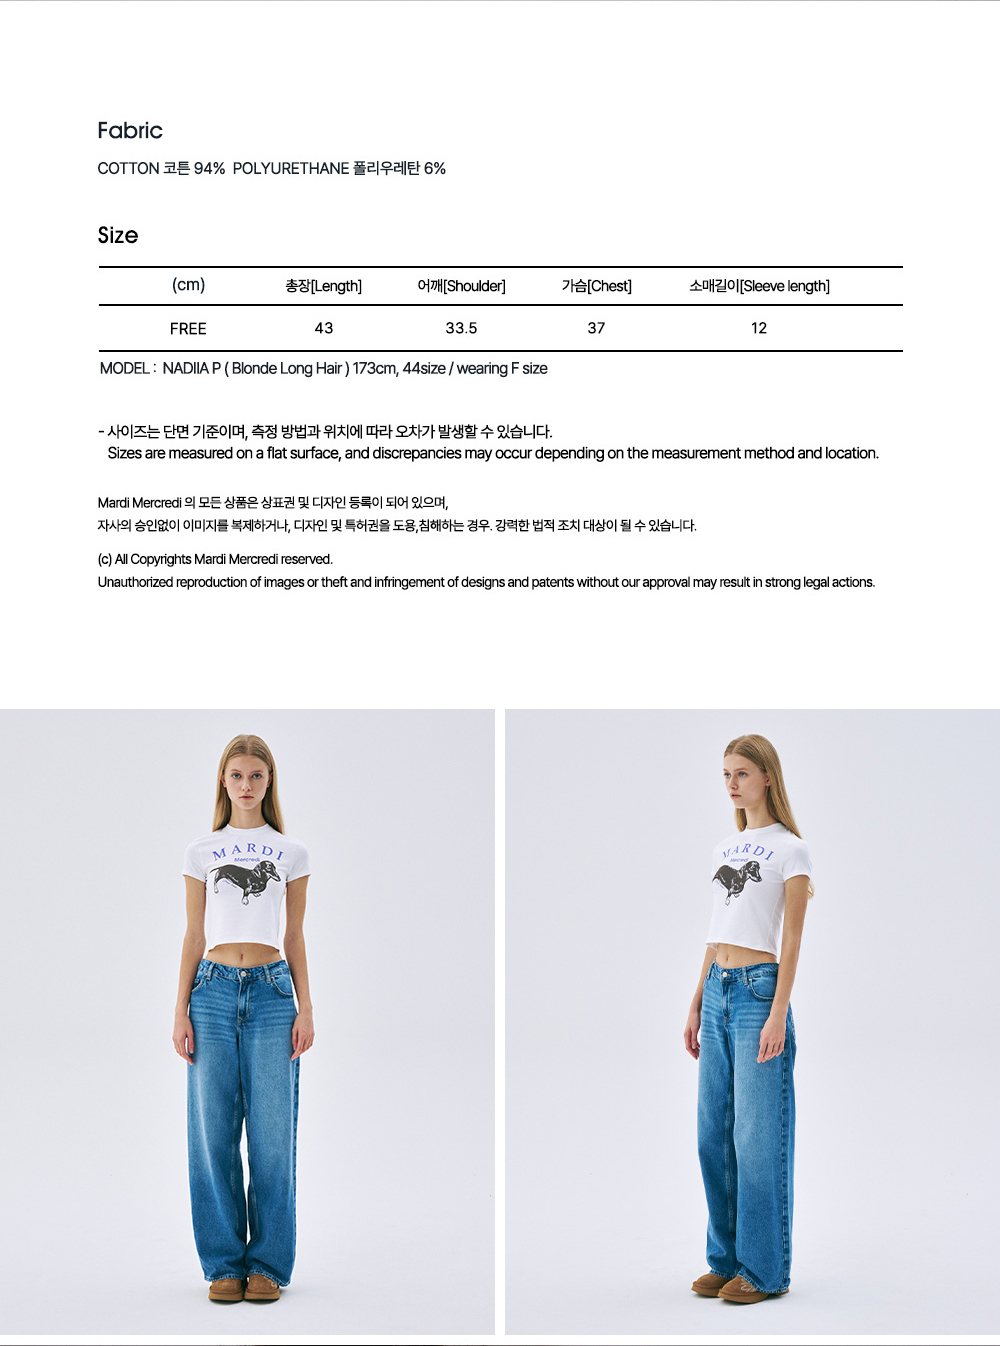 Fabric
COTTON 코튼 94% POLYURETHANE 폴리우레탄 6%
Size
(cm) 총장[Length] 어깨[Shoulder] 가슴[Chest] 소매길이[Sleeve length]
FREE 43 33.5 37 12
MODEL : NADIIA P ( Blonde Long Hair ) 173cm, 44size / wearing F size
- 사이즈는 단면 기준이며, 측정 방법과 위치에 따라 오차가 발생할 수 있습니다.
Sizes are measured on a flat surface, and discrepancies may occur depending on the measurement method and location.
Mardi Mercredi 의 모든 상품은 상표권 및 디자인 등록이 되어 있으며,
자사의 승인없이 이미지를 복제하거나, 디자인 및 특허권을 도용,침해하는 경우. 강력한 법적 조치 대상이 될 수 있습니다.
(c) All Copyrights Mardi Mercredi reserved.
Unauthorized reproduction of images or theft and infringement of designs and patents without our approval may result in strong legal actions.
MARDI
Mercredi
MARDI
Mercredi